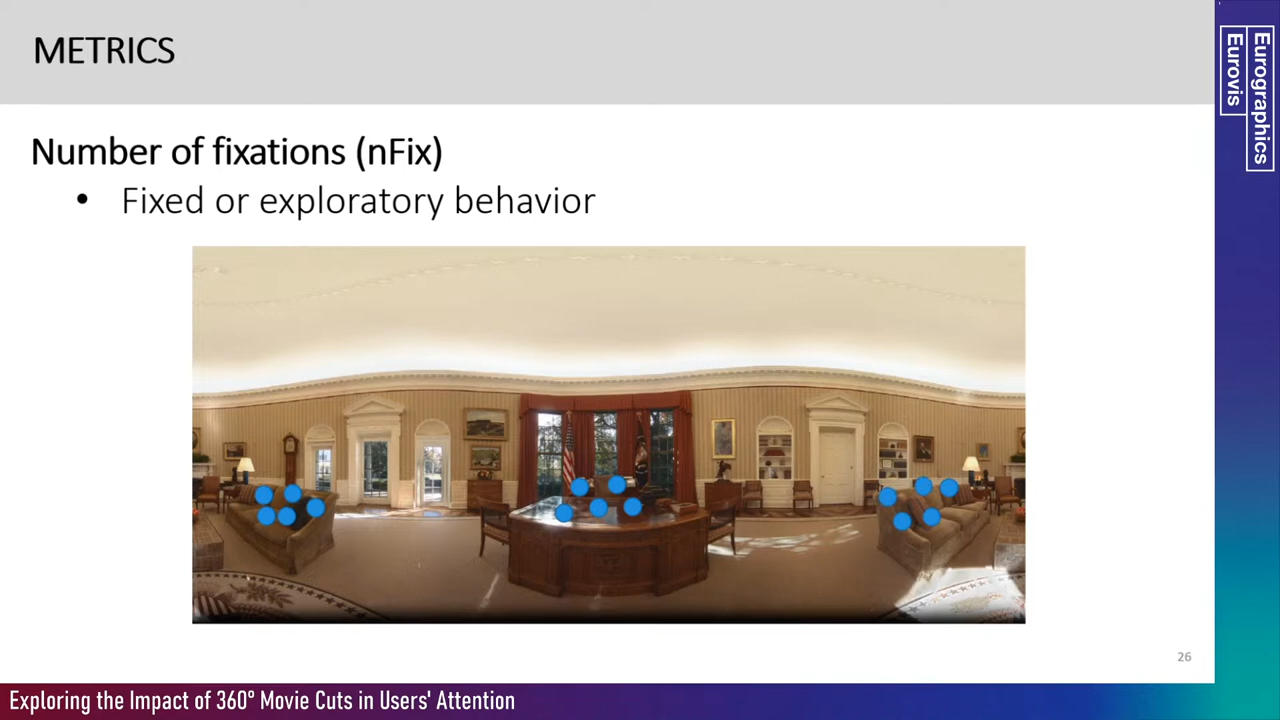 METRICS
Number of fixations (nFix)
• Fixed or exploratory behavior
26
Exploring the Impact of 360° Movie Cuts in Users' Attention
Eurographics
Eurovis